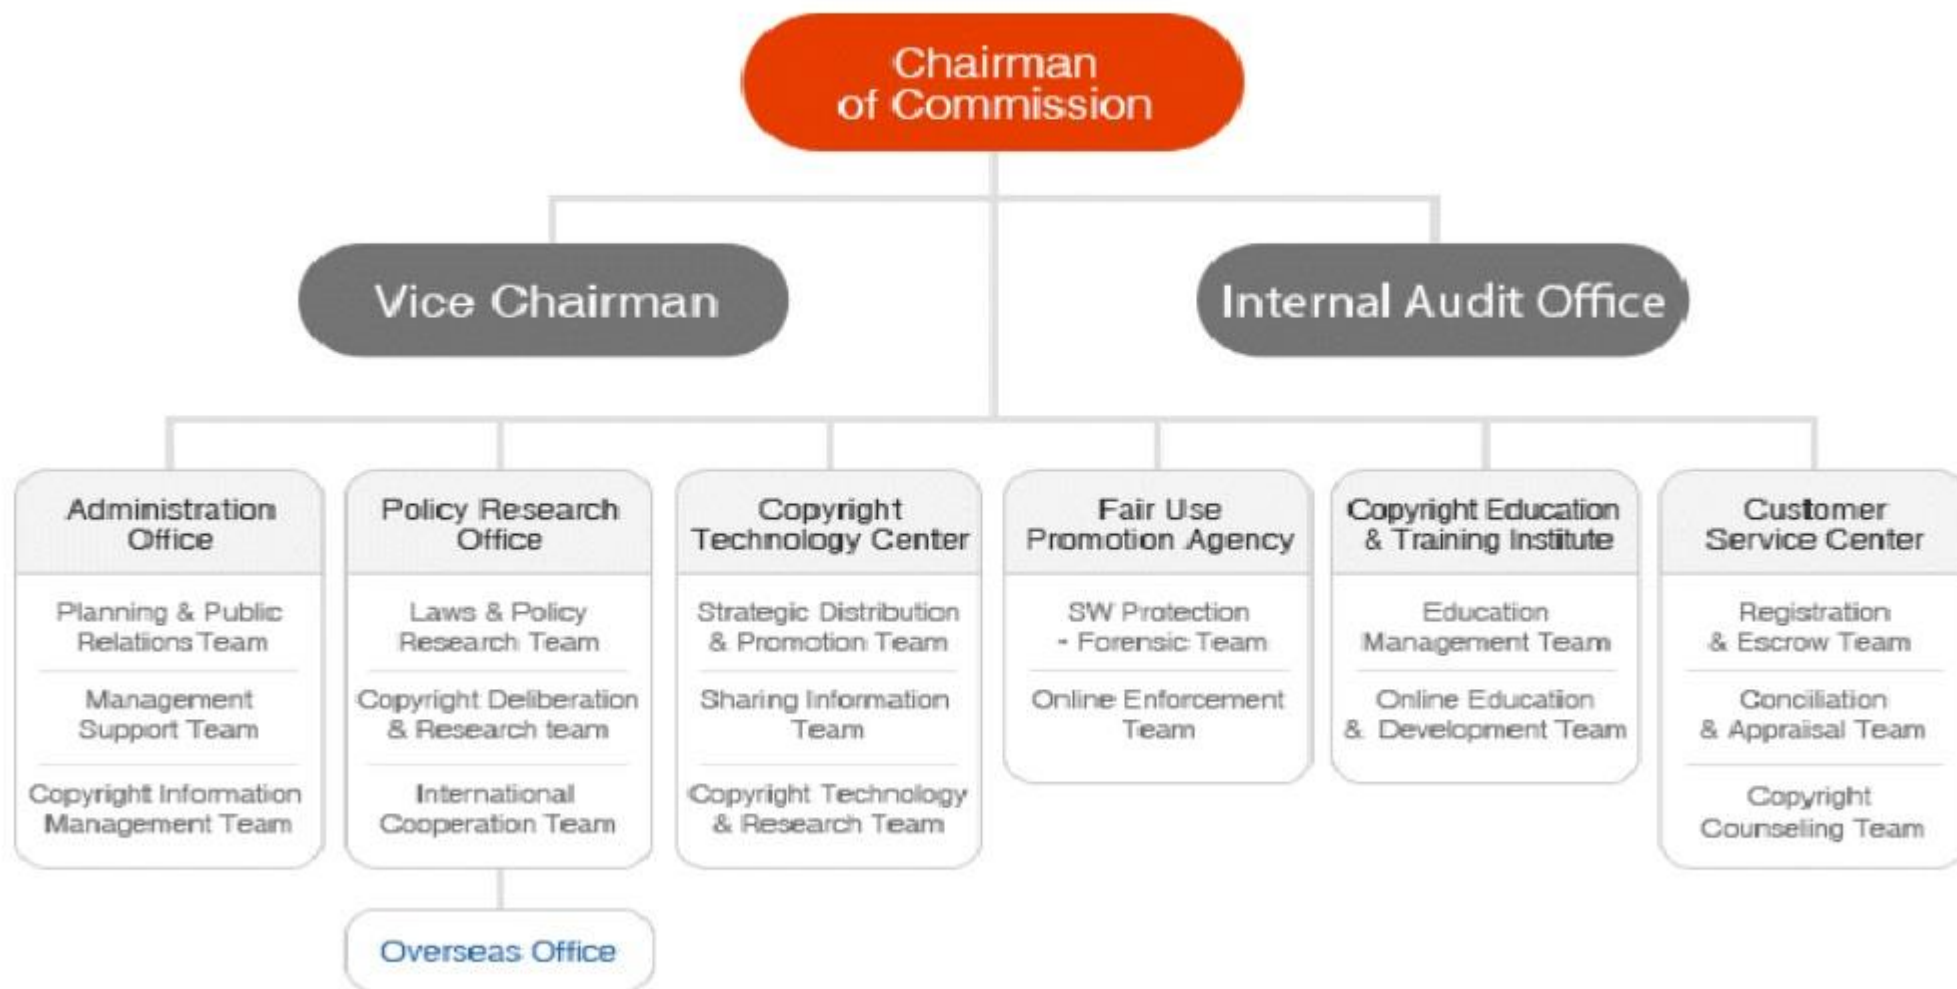 Chairman
of Commission
Vice Chairman
Internal Audit Office
Administration
Office
Planning & Public
Relations Team
Management
Support Team
Copyright Information
Management Team
Policy Research
Office
Laws & Policy
Research Team
Copyright Deliberation
& Research team
International
Cooperation Team
Overseas Office
Copyright
Technology Center
Strategic Distribution
& Promotion Team
Sharing Information
Team
Copyright Technology
& Research Team
Fair Use
Promotion Agency
SW Protection
- Forensic Team
Online Enforcement
Team
Copyright Education
& Training Institute
Education
Management Team
Online Education
& Development Team
Customer
Service Center
Registration
& Escrow Team
Conciliation
& Appraisal Team
Copyright
Counseling Team